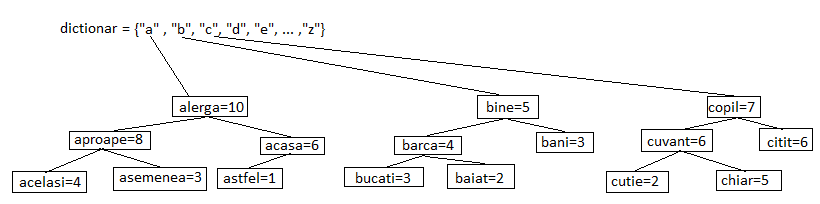 dictionar = {"a" , "b", "c", "d", "e", ... ,"z"}
alerga=10
bine=5
copil=7
aproape=8
acasa=6
barca=4
bani=3
cuvant=6
citit=6
acelasi=4
asemenea=3
astfel=1
bucati=3
baiat=2
cutie=2
chiar=5